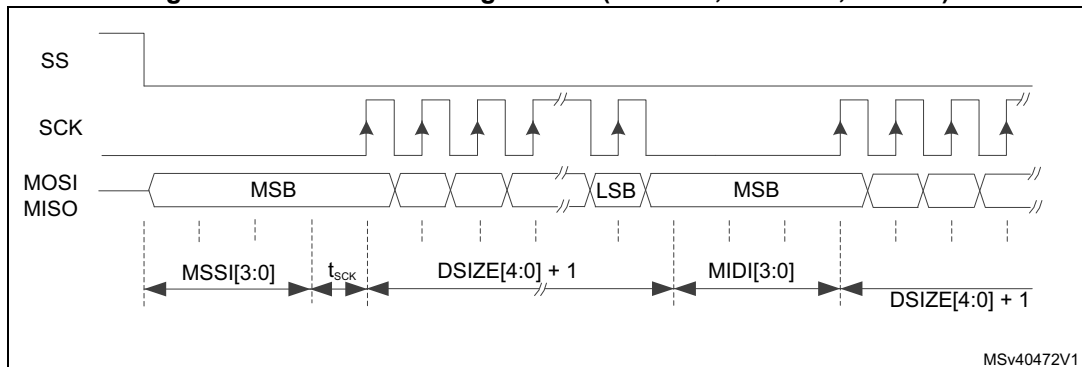 SS
SCK
MOSI
MISO
MSB
LSB
MSB
MSSI[3:0]
tSCK
DSIZE[4:0] + 1
MIDI[3:0]
DSIZE[4:0] + 1
MSv40472V1